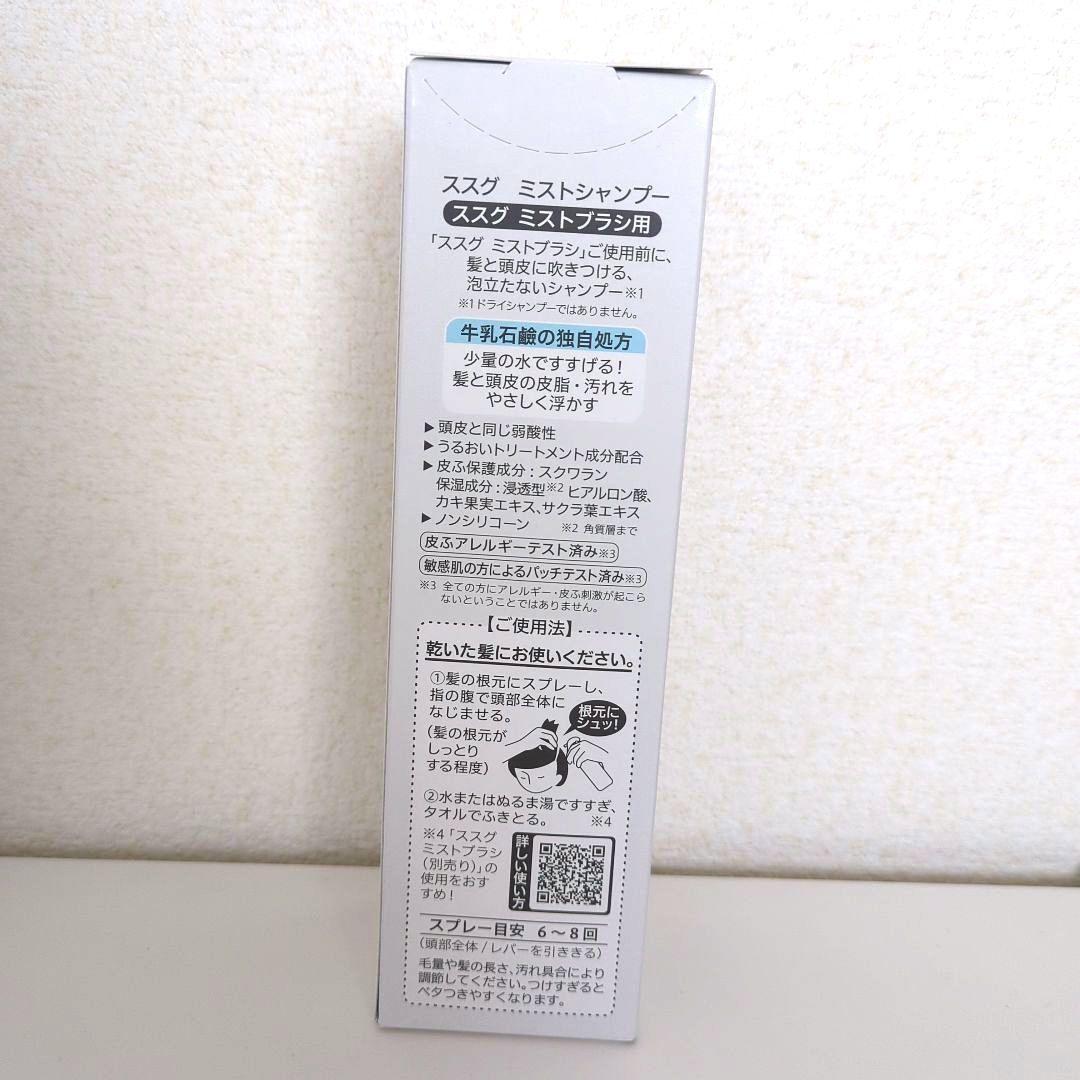 ススグ ミストシャンプー
ススグ ミストブラシ用
「ススグ ミストブラシ」ご使用前に、
髪と頭皮に吹きつける、
泡立たないシャンプー※1
※1ドライシャンプーではありません。
牛乳石鹼の独自処方
少量の水ですすげる!
髪と頭皮の皮脂・汚れを
やさしく浮かす
▶頭皮と同じ弱酸性
▶うるおいトリートメント成分配合
▶皮ふ保護成分:スクワラン
保湿成分:浸透型※2 ヒアルロン酸、
カキ果実エキス、サクラ葉エキス
▶ノンシリコーン ※2 角質層まで
皮ふアレルギーテスト済み※3
敏感肌の方によるパッチテスト済み※3
※3 全ての方にアレルギー・皮ふ刺激が起こら
ないということではありません。
【ご使用法】
乾いた髪にお使いください。
①髪の根元にスプレーし、
指の腹で頭部全体に
なじませる。
(髪の根元が
しっとり
する程度)
根元に
シュッ!
②水またはぬるま湯ですすぎ、
タオルでふきとる。 ※4
※4「ススグ
ミストブラシ
(別売り)」の
使用をおす
すめ!
詳しい使い方
スプレー目安 6〜8回
(頭部全体/レバーを引ききる)
毛量や髪の長さ、汚れ具合により
調節してください。つけすぎると
ベタつきやすくなります。